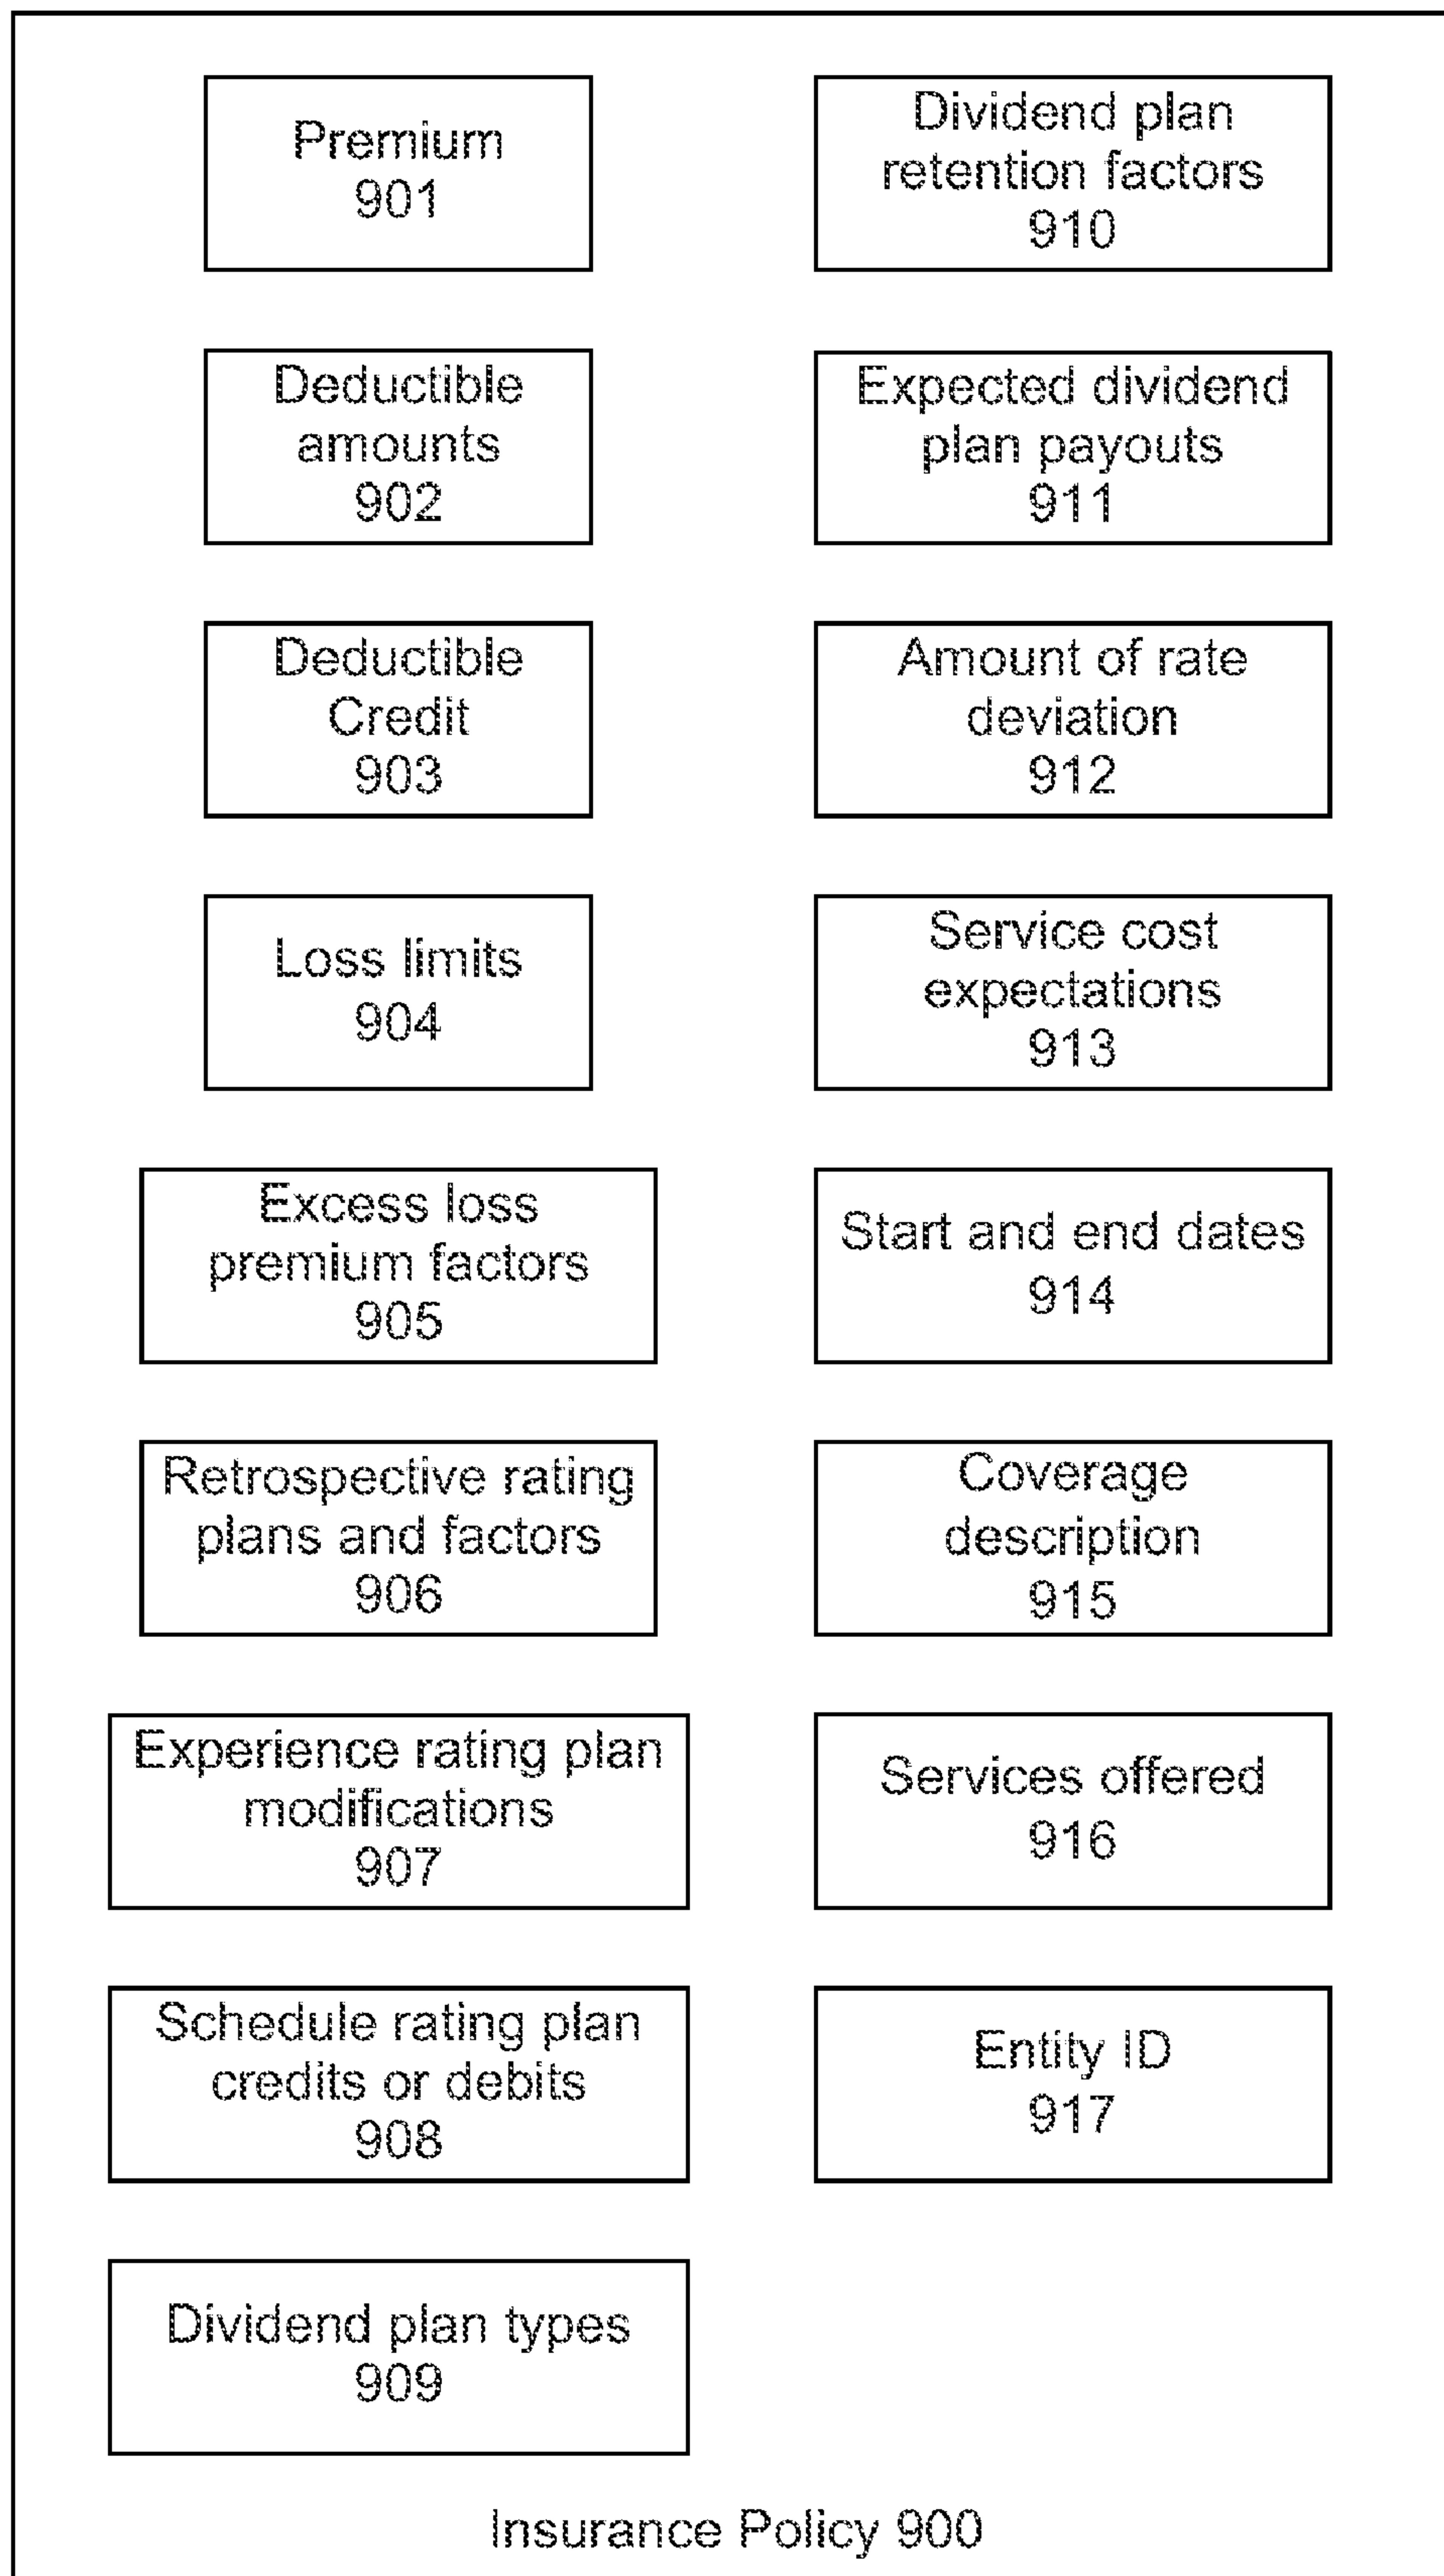 Premium
901
Deductible
amounts
902
Deductible
Credit
903
Loss limits
904
Excess loss
premium factors
905
Retrospective rating
plans and factors
906
Experience rating plan
modifications
907
Schedule rating plan
credits or debits
908
Dividend plan types
909
Dividend plan
retention factors
910
Expected dividend
plan payouts
911
Amount of rate
deviation
912
Service cost
expectations
913
Start and end dates
914
Coverage
description
915
Services offered
916
Entity ID
917
Insurance Policy 900